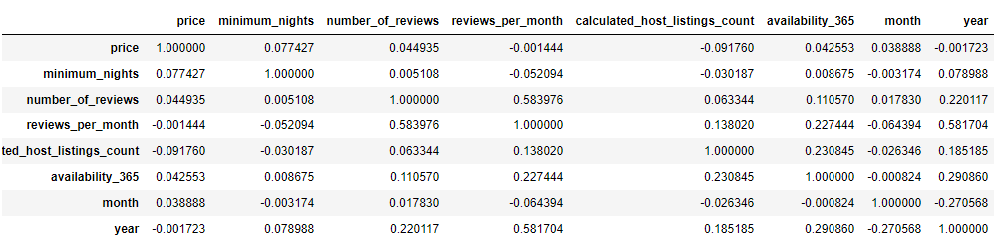 price minimum_nights number_of_reviews reviews_per_month calculated_host_listings_count availability_365 month year
price 1.000000 0.077427 0.044935 -0.001444 -0.091760 0.042553 0.038888 -0.001723
minimum_nights 0.077427 1.000000 0.005108 -0.052094 -0.030187 0.008675 -0.003174 0.078988
number_of_reviews 0.044935 0.005108 1.000000 0.583976 0.063344 0.110570 0.017830 0.220117
reviews_per_month -0.001444 -0.052094 0.583976 1.000000 0.138020 0.227444 -0.064394 0.581704
ted_host_listings_count -0.091760 -0.030187 0.063344 0.138020 1.000000 0.230845 -0.026346 0.185185
availability_365 0.042553 0.008675 0.110570 0.227444 0.230845 1.000000 -0.000824 0.290860
month 0.038888 -0.003174 0.017830 -0.064394 -0.026346 -0.000824 1.000000 -0.270568
year -0.001723 0.078988 0.220117 0.581704 0.185185 0.290860 -0.270568 1.000000